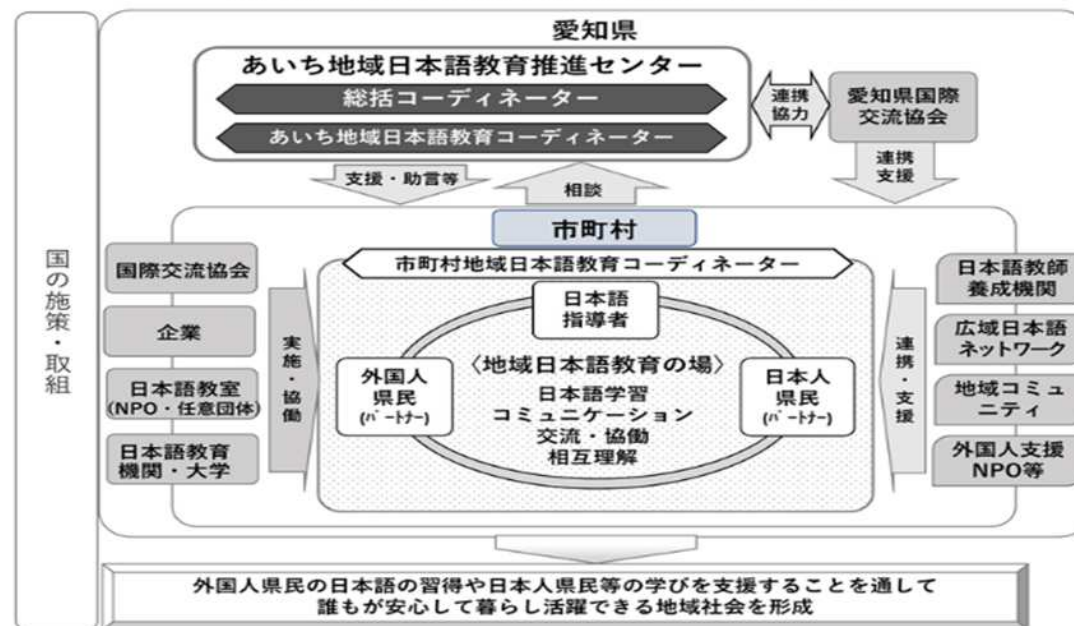 国の施策・取組
愛知県
あいち地域日本語教育推進センター
総括コーディネーター
あいち地域日本語教育コーディネーター
連携
協力
愛知県国際
交流協会
支援・助言等
相談
連携
支援
市町村
市町村地域日本語教育コーディネーター
国際交流協会
企業
日本語教室
(NPO・任意団体)
日本語教育
機関・大学
実施・協働
日本語
指導者
外国人
県民
(パートナー)
〈地域日本語教育の場〉
日本語学習
コミュニケーション
交流・協働
相互理解
日本人
県民
(パートナー)
連携・支援
日本語教師
養成機関
広域日本語
ネットワーク
地域コミュ
ニティ
外国人支援
NPO等
外国人県民の日本語の習得や日本人県民等の学びを支援することを通して
誰もが安心して暮らし活躍できる地域社会を形成